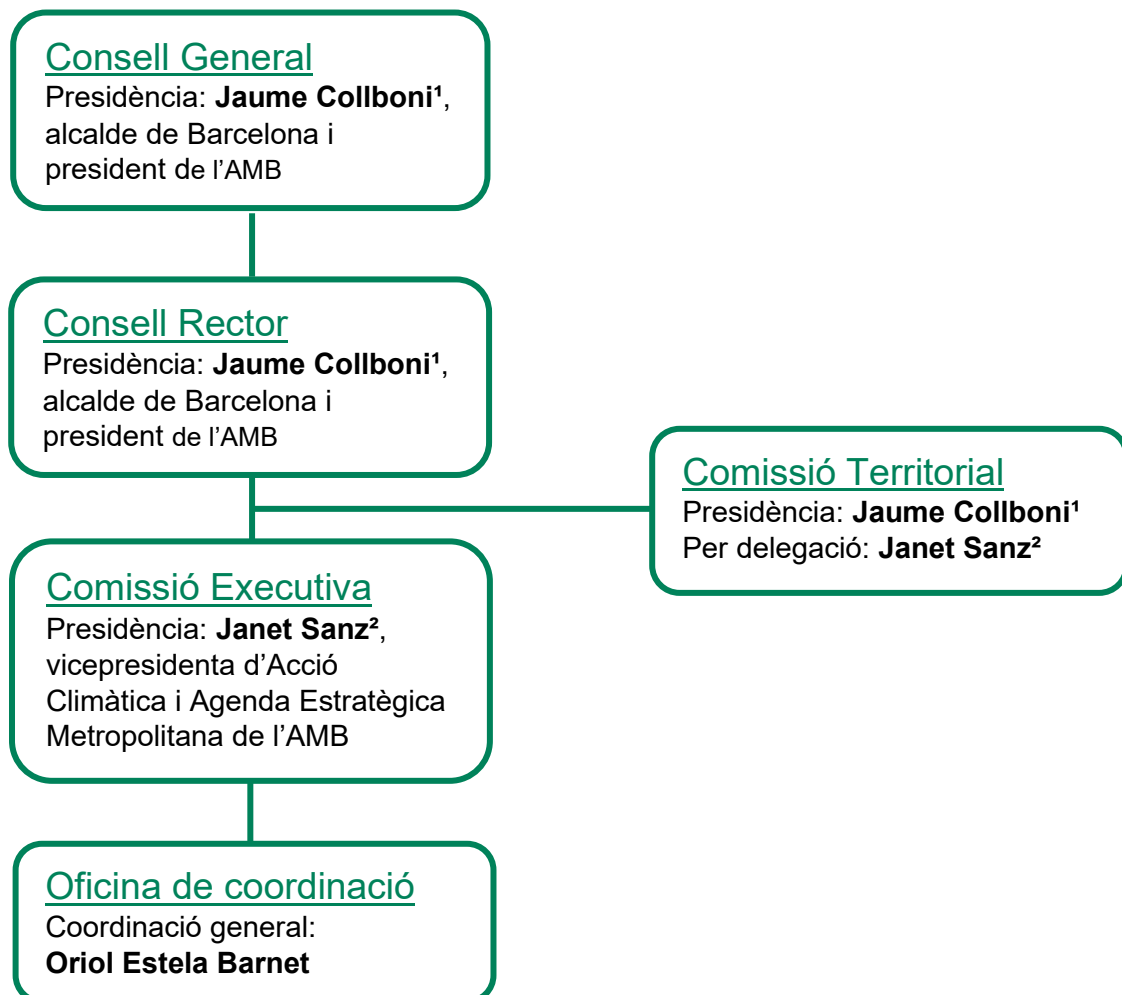 Consell General
Presidència: Jaume Collboni¹,
alcalde de Barcelona i
president de l’AMB
Consell Rector
Presidència: Jaume Collboni¹,
alcalde de Barcelona i
president de l’AMB
Comissió Territorial
Presidència: Jaume Collboni¹
Per delegació: Janet Sanz²
Comissió Executiva
Presidència: Janet Sanz²,
vicepresidenta d’Acció
Climàtica i Agenda Estratègica
Metropolitana de l’AMB
Oficina de coordinació
Coordinació general:
Oriol Estela Barnet